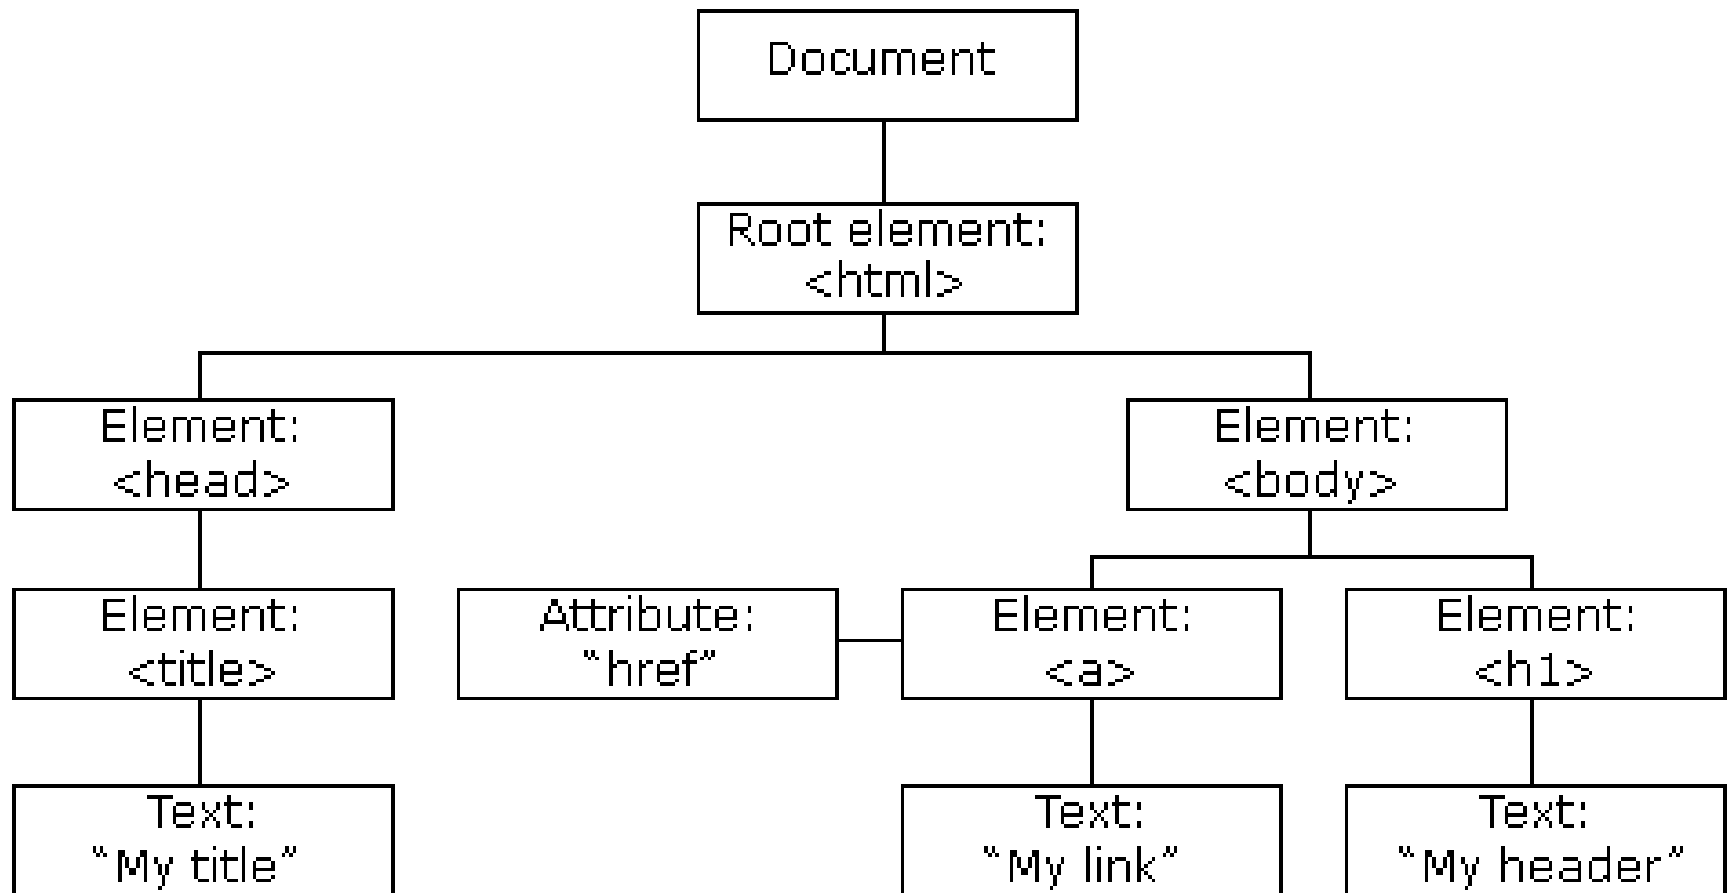 Document
Root element:
<html>
Element:
<head>
Element:
<body>
Element:
<title>
Attribute:
“href”
Element:
<a>
Element:
<h1>
Text:
“My title”
Text:
“My link”
Text:
“My header”